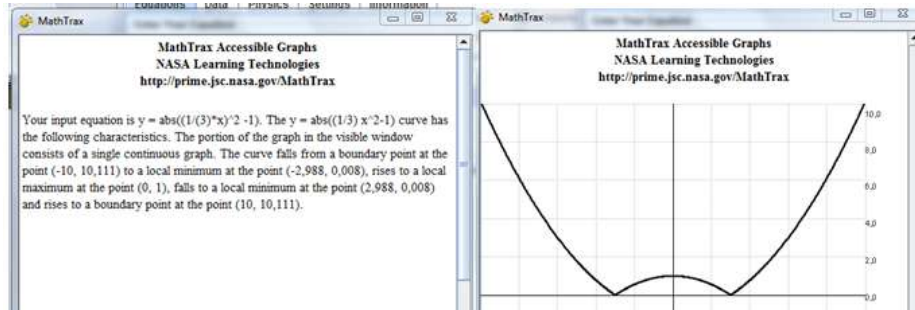 Equations Data Physics Settings Information
MathTrax
MathTrax Accessible Graphs
NASA Learning Technologies
http://prime.jsc.nasa.gov/MathTrax
Your input equation is y = abs((1/(3)*x)^2 -1). The y = abs((1/3) x^2-1) curve has
the following characteristics. The portion of the graph in the visible window
consists of a single continuous graph. The curve falls from a boundary point at the
point (-10, 10,111) to a local minimum at the point (-2,988, 0,008), rises to a local
maximum at the point (0, 1), falls to a local minimum at the point (2,988, 0,008)
and rises to a boundary point at the point (10, 10,111).
MathTrax
MathTrax Accessible Graphs
NASA Learning Technologies
http://prime.jsc.nasa.gov/MathTrax
10,0
8,0
6,0
4,0
2,0
0,0